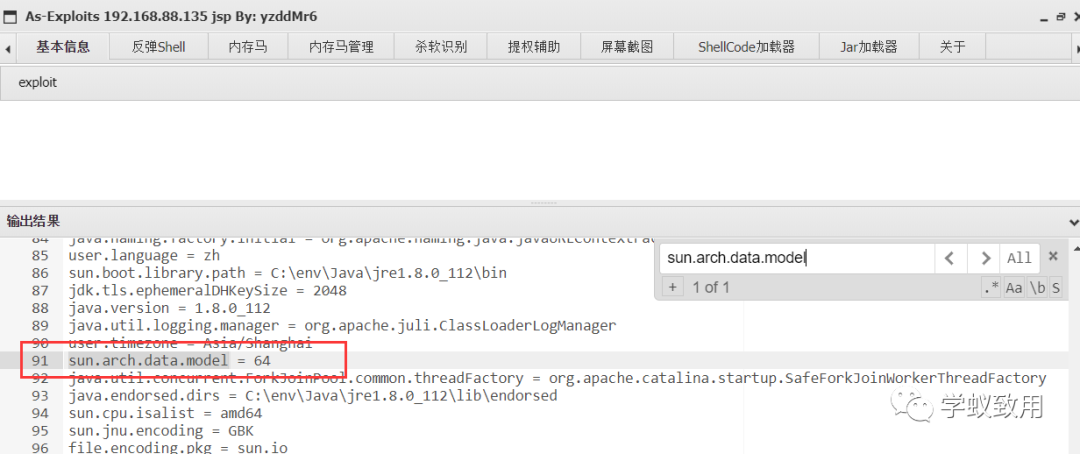 As-Exploits 192.168.88.135 jsp By: yzddMr6
基本信息 反弹Shell 内存马 内存马管理 杀软识别 提权辅助 屏幕截图 ShellCode加载器 Jar加载器 关于
exploit
输出结果
84 java.naming.factory.initial = org.apache.naming.java.javaURLContextFac
85 user.language = zh
86 sun.boot.library.path = C:\env\Java\jre1.8.0_112\bin
87 jdk.tls.ephemeralDHKeySize = 2048
88 java.version = 1.8.0_112
89 java.util.logging.manager = org.apache.juli.ClassLoaderLogManager
90 user.timezone = Asia/Shanghai
91 sun.arch.data.model = 64
92 java.util.concurrent.ForkJoinPool.common.threadFactory = org.apache.catalina.startup.SafeForkJoinWorkerThreadFactory
93 java.endorsed.dirs = C:\env\Java\jre1.8.0_112\lib\endorsed
94 sun.cpu.isalist = amd64
95 sun.jnu.encoding = GBK
96 file.encoding.pkg = sun.io
sun.arch.data.model All
+ 1 of 1 .* Aa \b S
学蚁致用